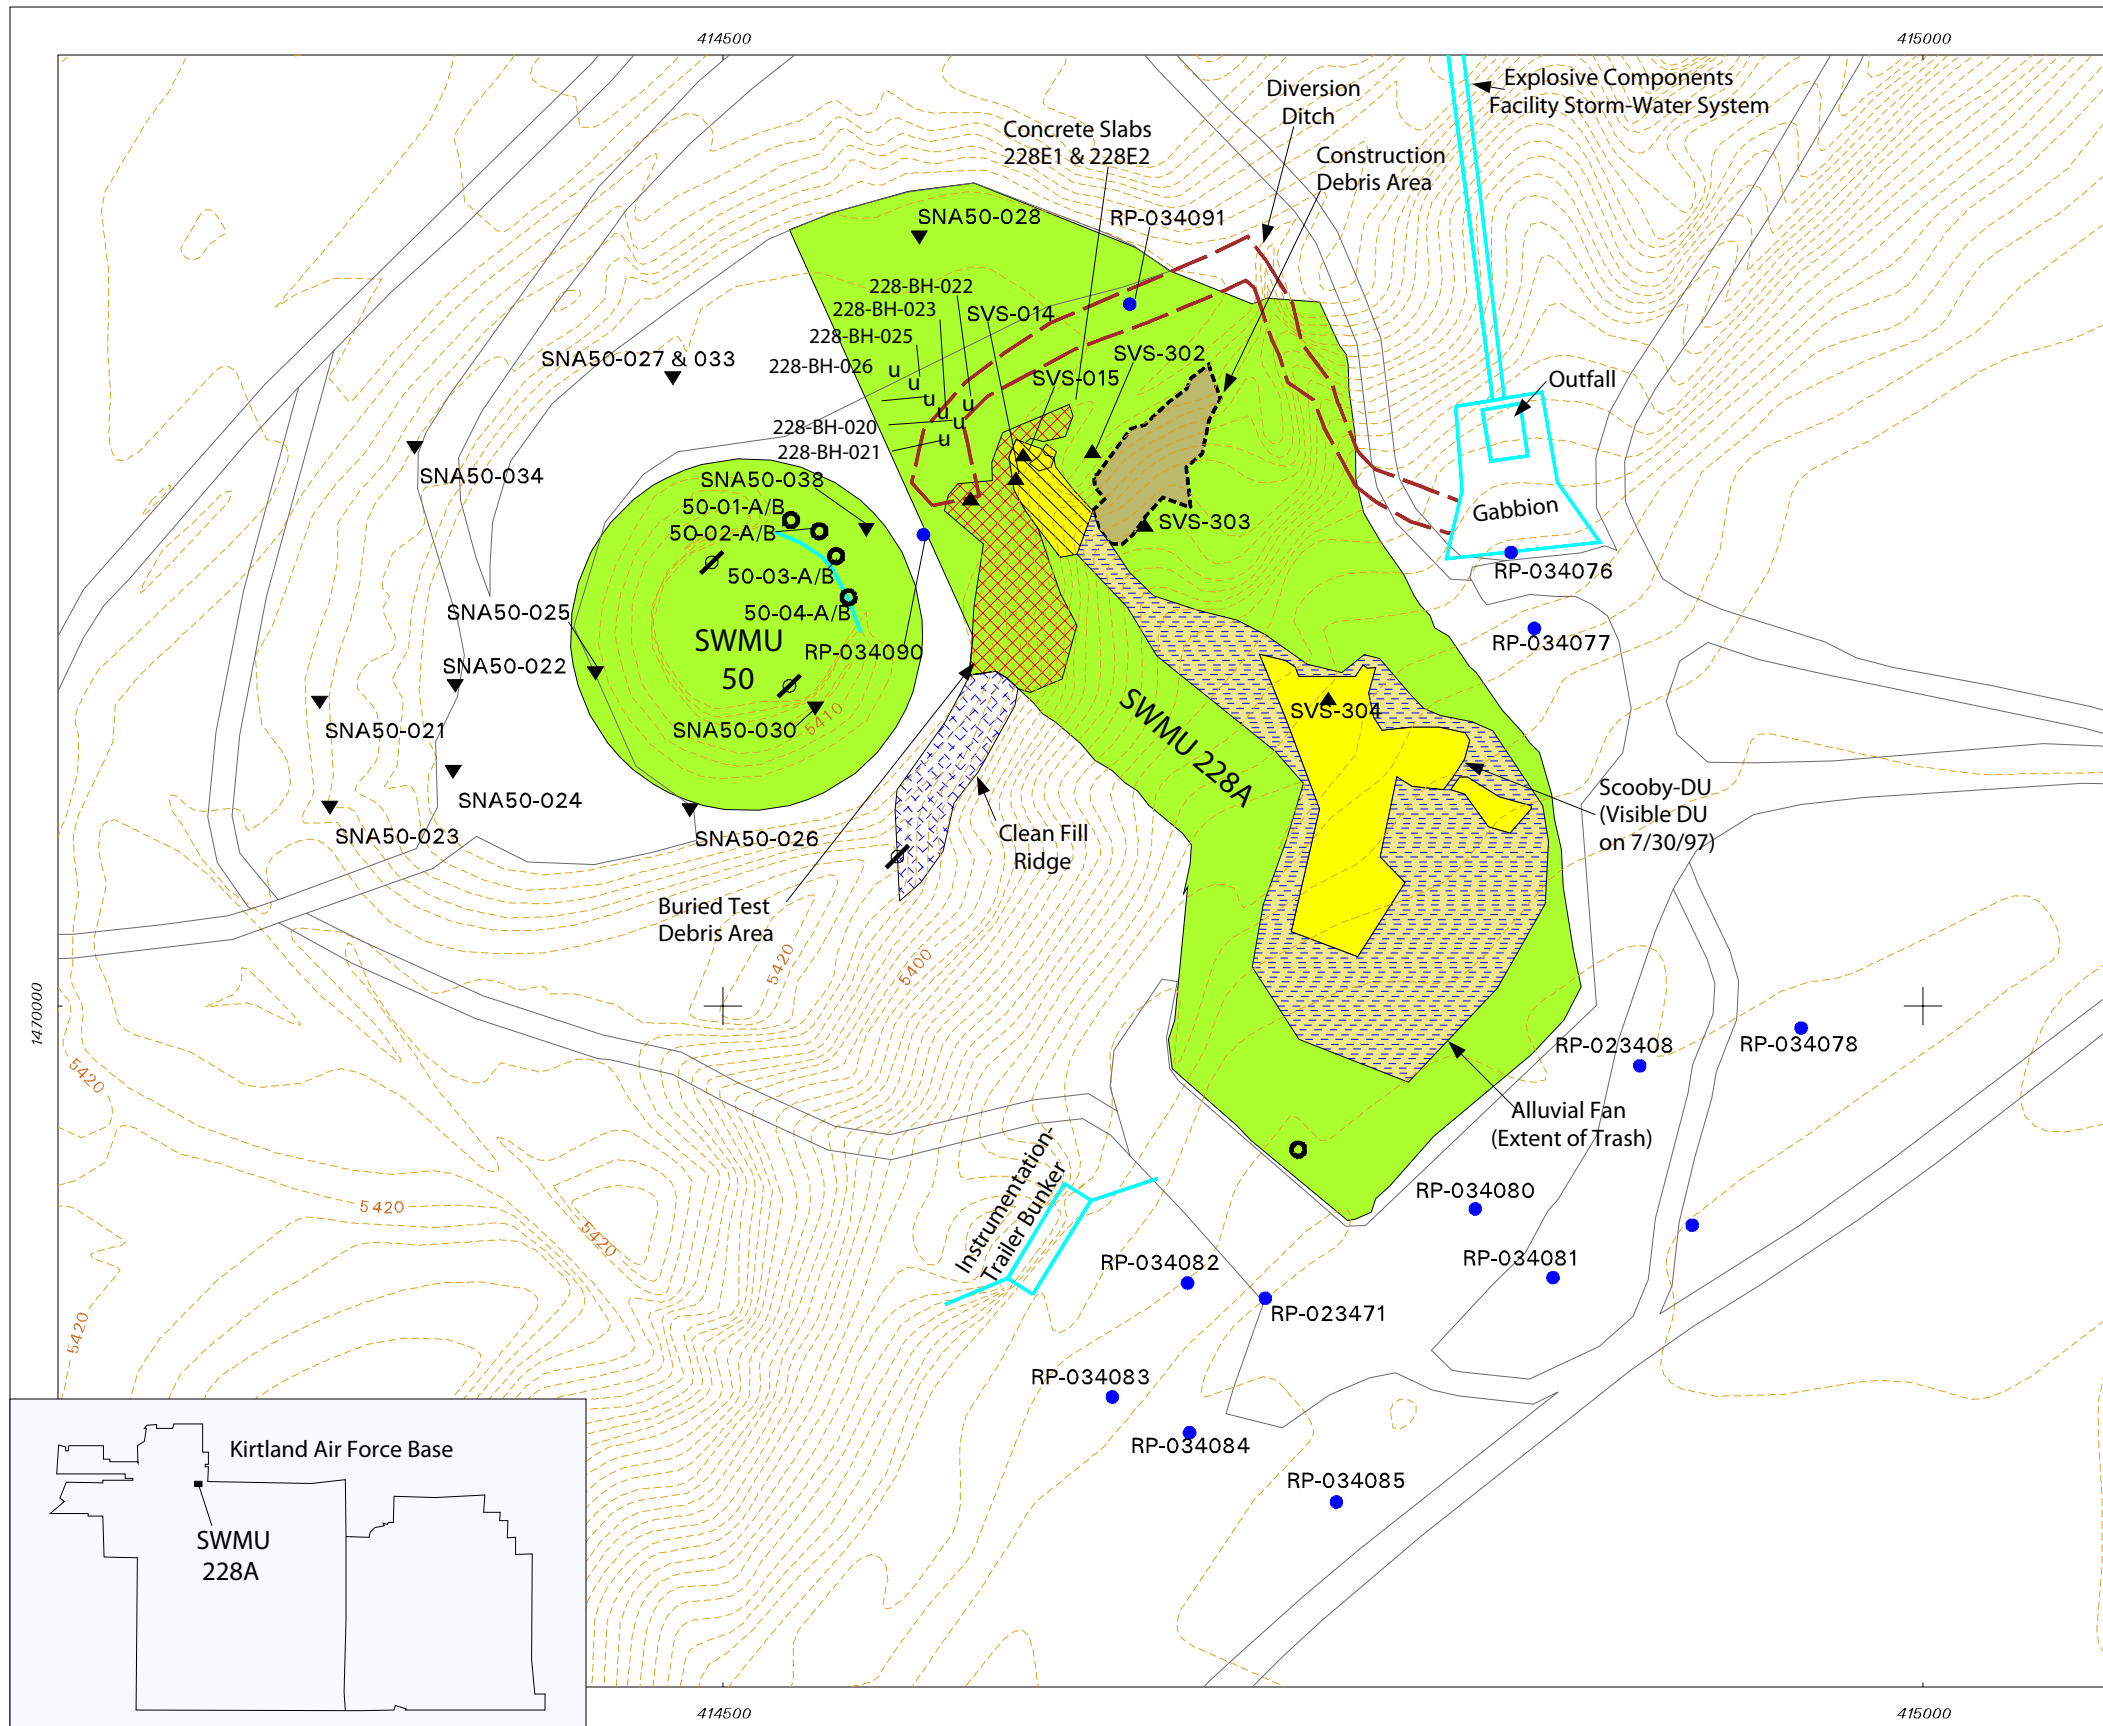 414500
415000
Explosive Components
Facility Storm-Water System
Diversion
Ditch
Concrete Slabs
228E1 & 228E2
Construction
Debris Area
SNA50-028
RP-034091
228-BH-022
228-BH-023
SVS-014
228-BH-025
SVS-302
SNA50-027 & 033
228-BH-026
u
u
u
u
u
u
u
SVS-015
Outfall
228-BH-020
228-BH-021
SNA50-034
SNA50-038
50-01-A/B
50-02-A/B
SVS-303
Gabbion
50-03-A/B
RP-034076
SNA50-025
50-04-A/B
SWMU
50
RP-034090
RP-034077
SNA50-022
SNA50-021
SNA50-030
5410
SWMU 228A
SVS-304
Scooby-DU
(Visible DU
on 7/30/97)
SNA50-024
SNA50-023
SNA50-026
Clean Fill
Ridge
Buried Test
Debris Area
5420
5400
1470000
5420
RP-023408
RP-034078
Alluvial Fan
(Extent of Trash)
Instrumentation-
Trailer Bunker
RP-034080
5420
5420
RP-034082
RP-034081
5420
RP-023471
RP-034083
RP-034084
RP-034085
Kirtland Air Force Base
SWMU
228A
414500
415000